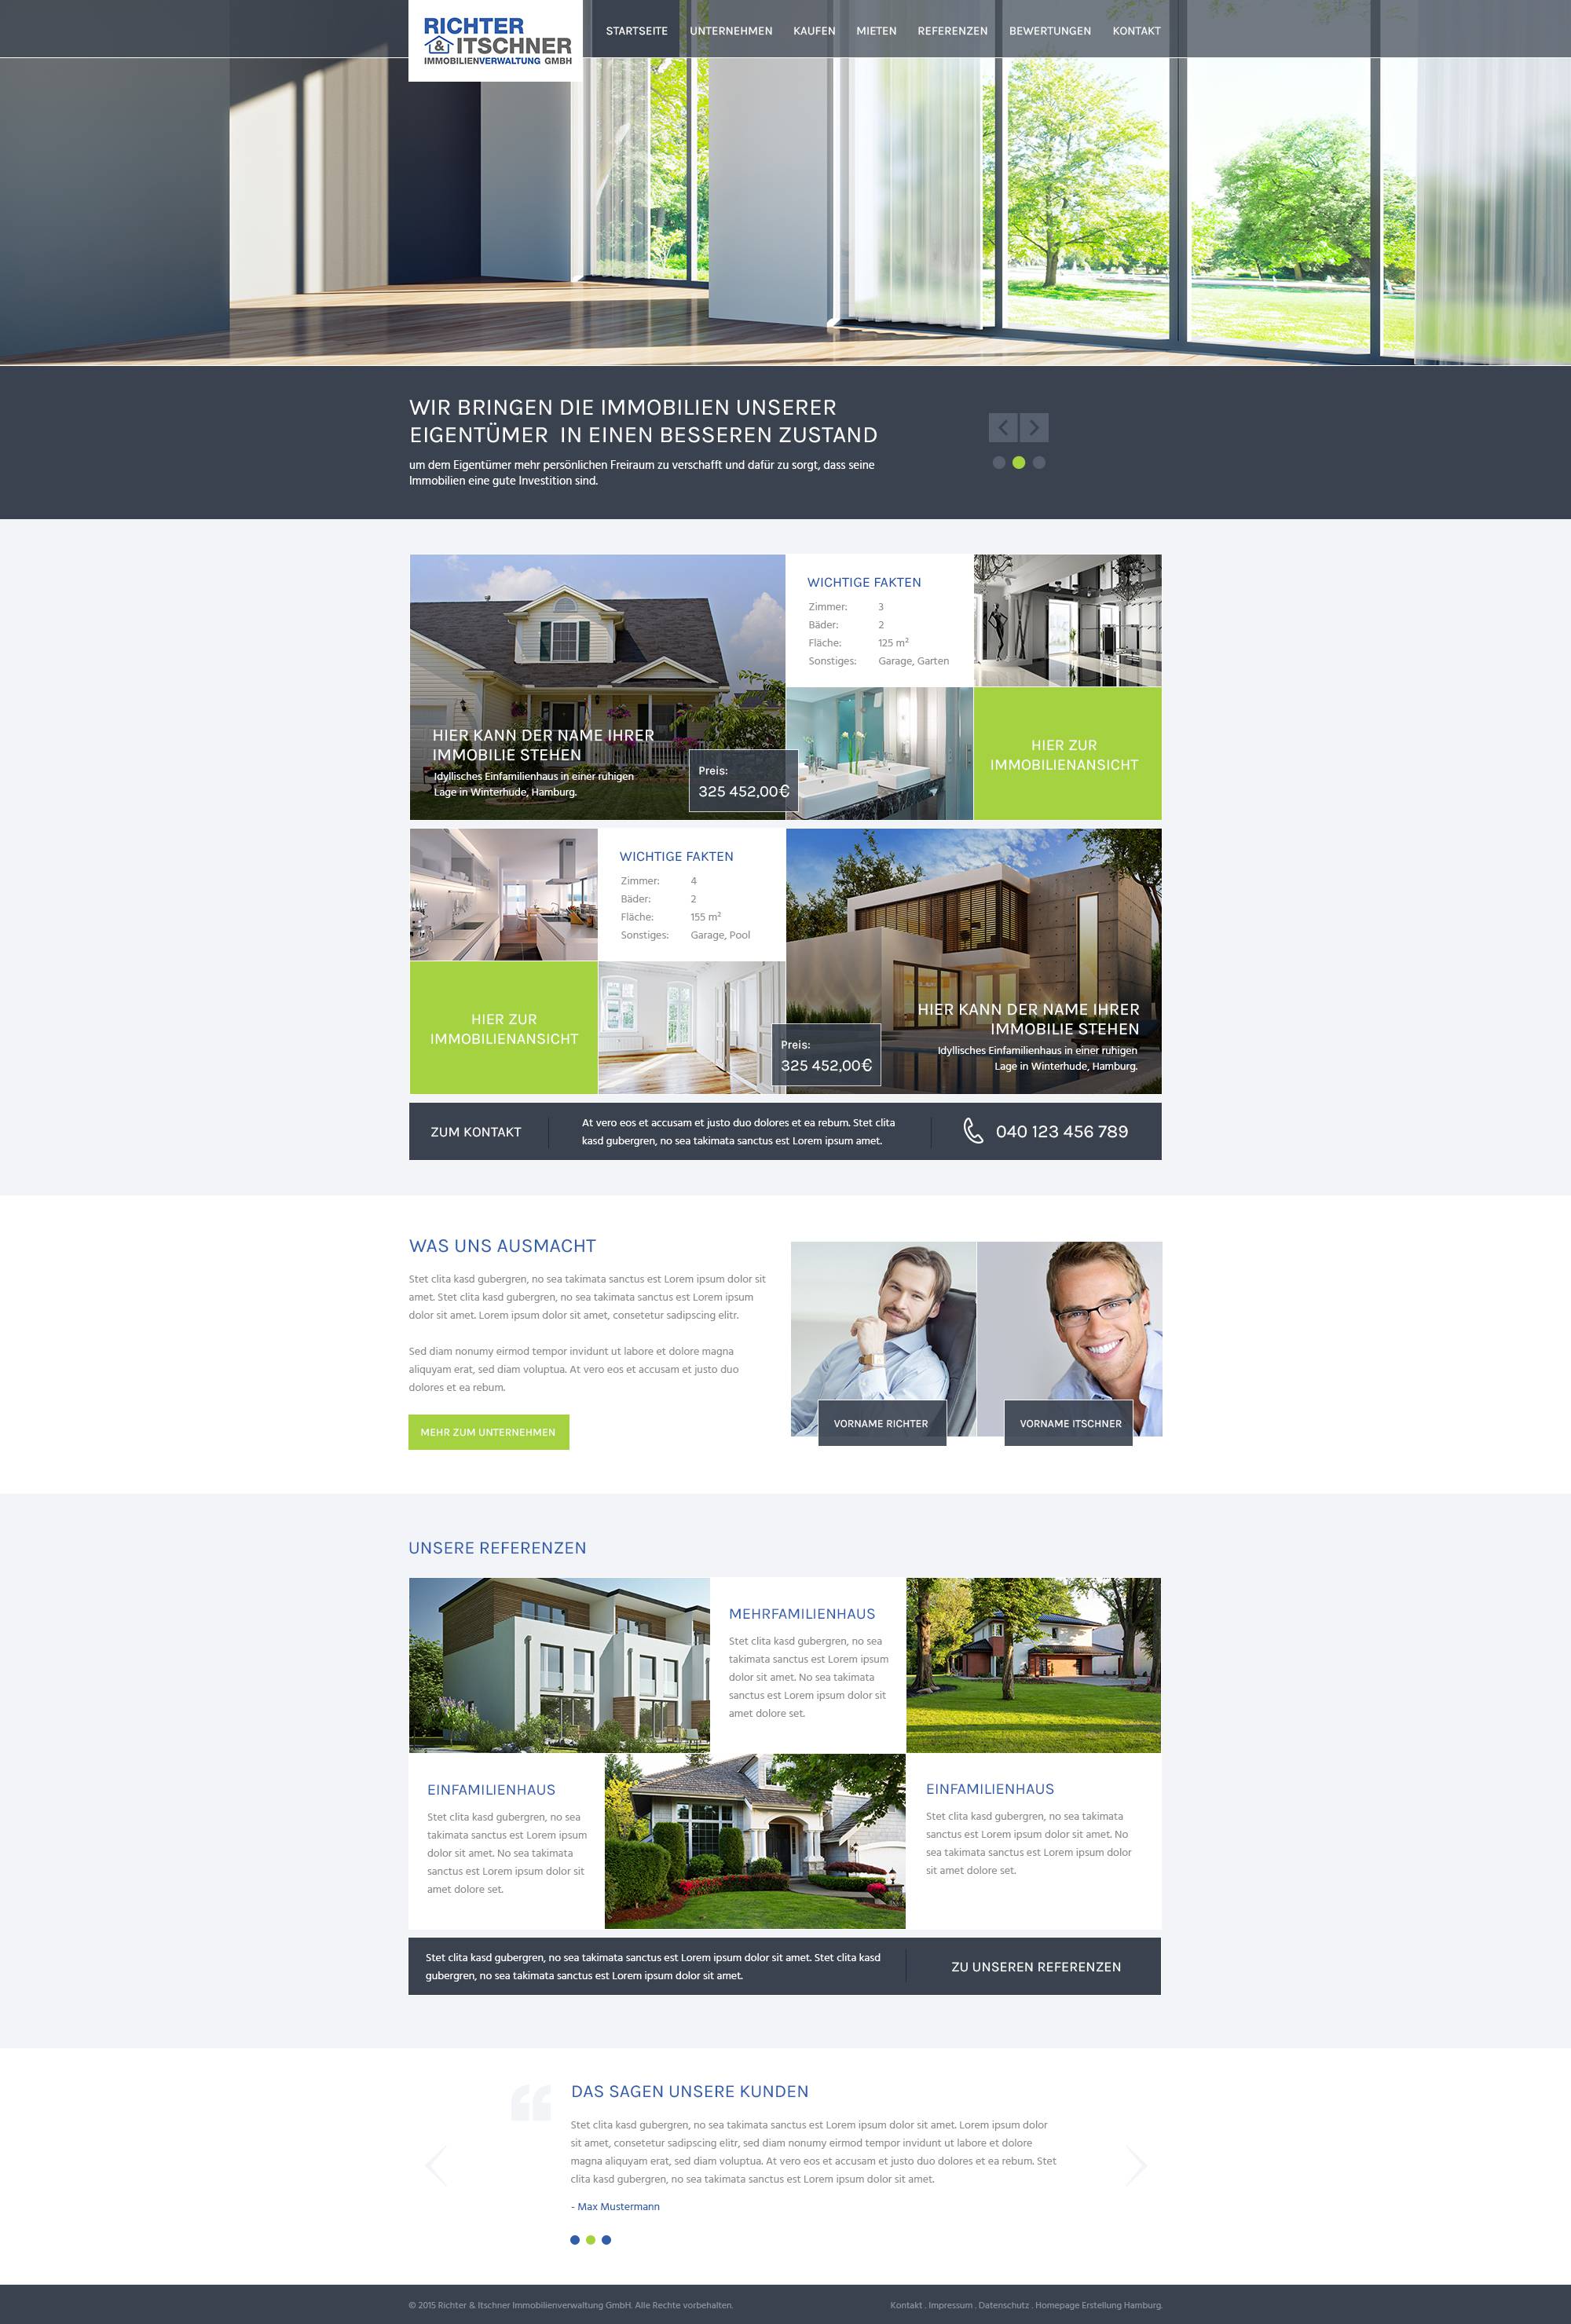 RICHTER
& ITSCHNER
IMMOBILIENVERWALTUNG GMBH
STARTSEITE UNTERNEHMEN KAUFEN MIETEN REFERENZEN BEWERTUNGEN KONTAKT
WIR BRINGEN DIE IMMOBILIEN UNSERER
EIGENTÜMER IN EINEN BESSEREN ZUSTAND
um dem Eigentümer mehr persönlichen Freiraum zu verschafft und dafür zu sorgt, dass seine
Immobilien eine gute Investition sind.
HIER KANN DER NAME IHRER
IMMOBILIE STEHEN
Idyllisches Einfamilienhaus in einer ruhigen
Lage in Winterhude, Hamburg.
Preis:
325 452,00€
WICHTIGE FAKTEN
Zimmer: 3
Bäder: 2
Fläche: 125 m²
Sonstiges: Garage, Garten
HIER ZUR
IMMOBILIENANSICHT
WICHTIGE FAKTEN
Zimmer: 4
Bäder: 2
Fläche: 155 m²
Sonstiges: Garage, Pool
HIER ZUR
IMMOBILIENANSICHT
HIER KANN DER NAME IHRER
IMMOBILIE STEHEN
Idyllisches Einfamilienhaus in einer ruhigen
Lage in Winterhude, Hamburg.
Preis:
325 452,00€
ZUM KONTAKT
At vero eos et accusam et justo duo dolores et ea rebum. Stet clita
kasd gubergren, no sea takimata sanctus est Lorem ipsum amet.
040 123 456 789
WAS UNS AUSMACHT
Stet clita kasd gubergren, no sea takimata sanctus est Lorem ipsum dolor sit
amet. Stet clita kasd gubergren, no sea takimata sanctus est Lorem ipsum
dolor sit amet. Lorem ipsum dolor sit amet, consetetur sadipscing elitr.
Sed diam nonumy eirmod tempor invidunt ut labore et dolore magna
aliquyam erat, sed diam voluptua. At vero eos et accusam et justo duo
dolores et ea rebum.
MEHR ZUM UNTERNEHMEN
VORNAME RICHTER
VORNAME ITSCHNER
UNSERE REFERENZEN
MEHRFAMILIENHAUS
Stet clita kasd gubergren, no sea
takimata sanctus est Lorem ipsum
dolor sit amet. No sea takimata
sanctus est Lorem ipsum dolor sit
amet dolore set.
EINFAMILIENHAUS
Stet clita kasd gubergren, no sea
takimata sanctus est Lorem ipsum
dolor sit amet. No sea takimata
sanctus est Lorem ipsum dolor sit
amet dolore set.
EINFAMILIENHAUS
Stet clita kasd gubergren, no sea takimata
sanctus est Lorem ipsum dolor sit amet. No
sea takimata sanctus est Lorem ipsum dolor
sit amet dolore set.
Stet clita kasd gubergren, no sea takimata sanctus est Lorem ipsum dolor sit amet. Stet clita kasd
gubergren, no sea takimata sanctus est Lorem ipsum dolor sit amet.
ZU UNSEREN REFERENZEN
“
DAS SAGEN UNSERE KUNDEN
Stet clita kasd gubergren, no sea takimata sanctus est Lorem ipsum dolor sit amet. Lorem ipsum dolor
sit amet, consetetur sadipscing elitr, sed diam nonumy eirmod tempor invidunt ut labore et dolore
magna aliquyam erat, sed diam voluptua. At vero eos et accusam et justo duo dolores et ea rebum. Stet
clita kasd gubergren, no sea takimata sanctus est Lorem ipsum dolor sit amet.
- Max Mustermann
© 2015 Richter & Itschner Immobilienverwaltung GmbH. Alle Rechte vorbehalten.
Kontakt . Impressum . Datenschutz . Homepage Erstellung Hamburg.